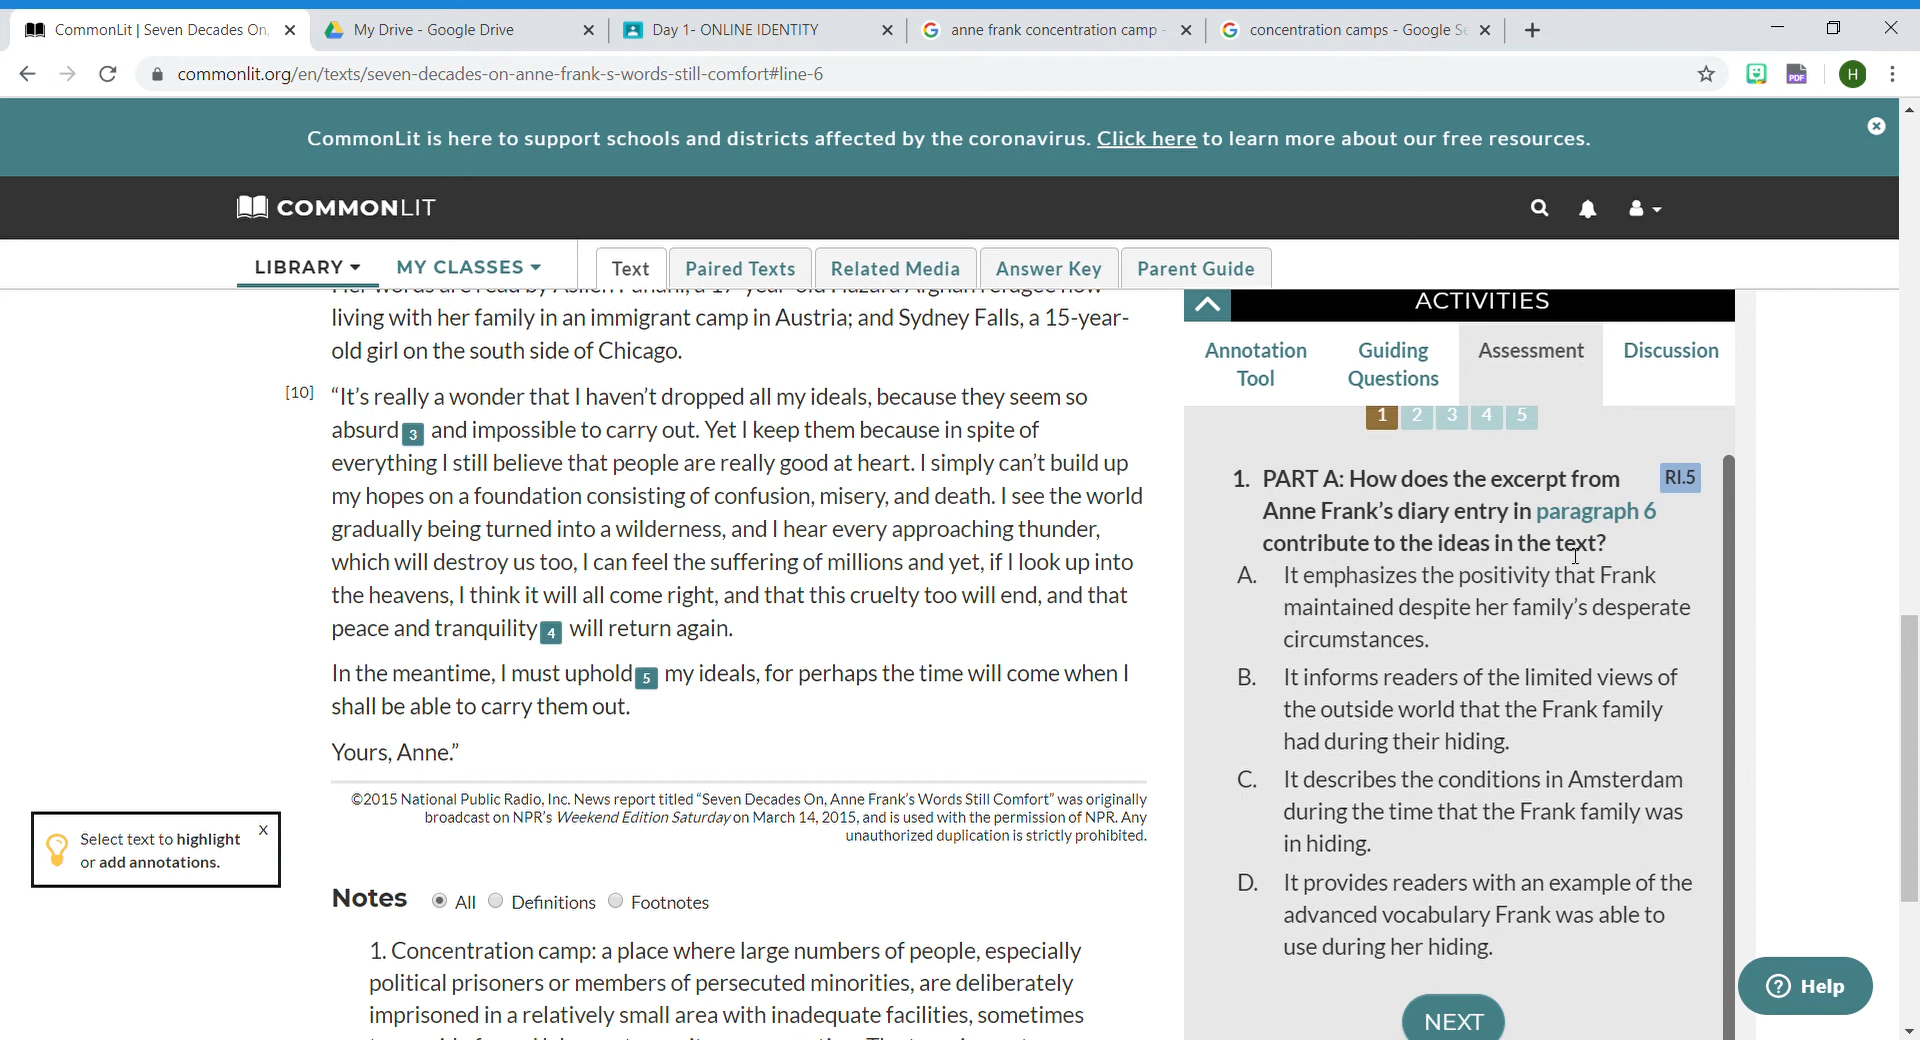 CommonLit | Seven Decades On,
My Drive - Google Drive
Day 1- ONLINE IDENTITY
anne frank concentration camp -
concentration camps - Google Se
commonlit.org/en/texts/seven-decades-on-anne-frank-s-words-still-comfort#line-6
PDF
H
CommonLit is here to support schools and districts affected by the coronavirus. Click here to learn more about our free resources.
COMMONLIT
LIBRARY
MY CLASSES
Text
Paired Texts
Related Media
Answer Key
Parent Guide
living with her family in an immigrant camp in Austria; and Sydney Falls, a 15-year-
old girl on the south side of Chicago.
[10] “It’s really a wonder that I haven’t dropped all my ideals, because they seem so
absurd 3 and impossible to carry out. Yet I keep them because in spite of
everything I still believe that people are really good at heart. I simply can’t build up
my hopes on a foundation consisting of confusion, misery, and death. I see the world
gradually being turned into a wilderness, and I hear every approaching thunder,
which will destroy us too, I can feel the suffering of millions and yet, if I look up into
the heavens, I think it will all come right, and that this cruelty too will end, and that
peace and tranquility 4 will return again.
In the meantime, I must uphold 5 my ideals, for perhaps the time will come when I
shall be able to carry them out.
Yours, Anne.”
©2015 National Public Radio, Inc. News report titled “Seven Decades On, Anne Frank’s Words Still Comfort” was originally
broadcast on NPR’s Weekend Edition Saturday on March 14, 2015, and is used with the permission of NPR. Any
unauthorized duplication is strictly prohibited.
Select text to highlight
or add annotations.
X
Notes
All
Definitions
Footnotes
1. Concentration camp: a place where large numbers of people, especially
political prisoners or members of persecuted minorities, are deliberately
imprisoned in a relatively small area with inadequate facilities, sometimes
ACTIVITIES
Annotation
Tool
Guiding
Questions
Assessment
Discussion
1 2 3 4 5
1. PART A: How does the excerpt from
RI.5
Anne Frank’s diary entry in paragraph 6
contribute to the ideas in the text?
A. It emphasizes the positivity that Frank
maintained despite her family’s desperate
circumstances.
B. It informs readers of the limited views of
the outside world that the Frank family
had during their hiding.
C. It describes the conditions in Amsterdam
during the time that the Frank family was
in hiding.
D. It provides readers with an example of the
advanced vocabulary Frank was able to
use during her hiding.
NEXT
? Help